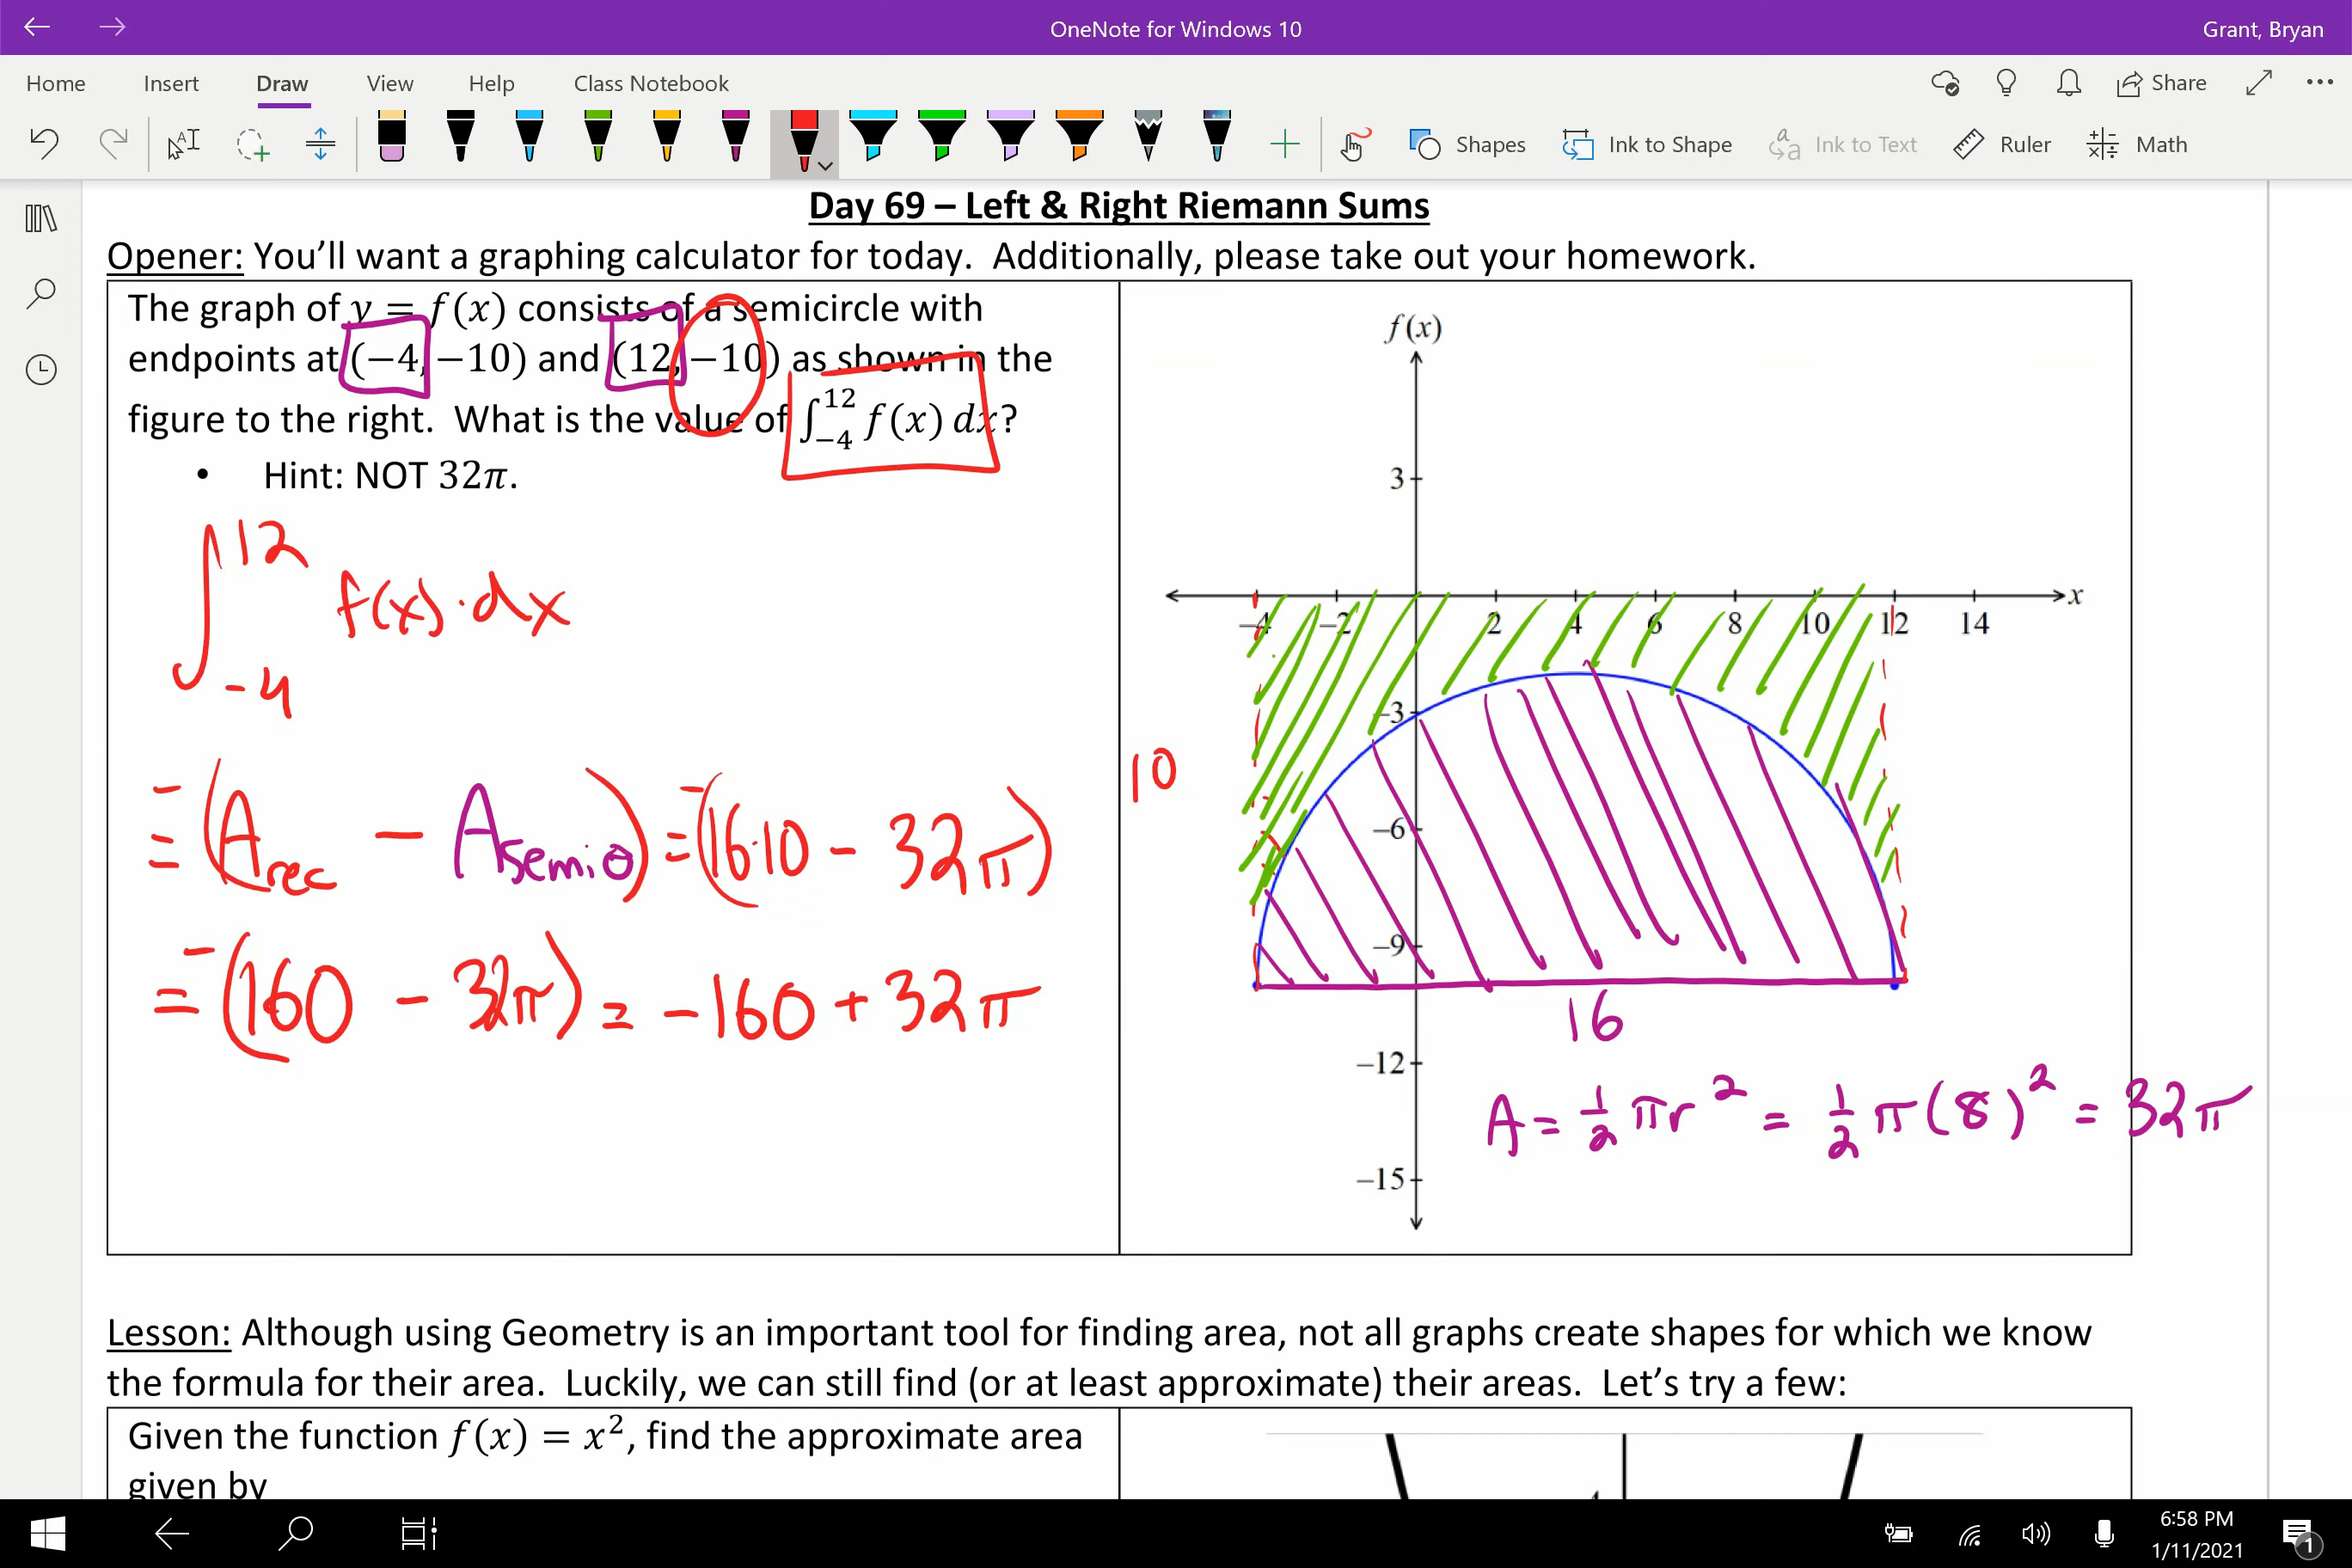 OneNote for Windows 10
Grant, Bryan
Home Insert Draw View Help Class Notebook Share
Shapes Ink to Shape Ink to Text Ruler Math
Day 69 – Left & Right Riemann Sums
Opener: You'll want a graphing calculator for today. Additionally, please take out your homework.
The graph of y = f(x) consists of a semicircle with
endpoints at (−4, −10) and (12, −10) as shown in the
figure to the right. What is the value of ∫₋₄¹² f(x) dx?
• Hint: NOT 32π.
∫₋₄¹² f(x)·dx
= −(A rec − A semi⊙) = −(16·10 − 32π)
= −(160 − 32π) = −160 + 32π
f(x)
3
x
−4 −2 2 4 6 8 10 12 14
−3
10
−6
−9
16
−12
A = ½πr² = ½π(8)² = 32π
−15
Lesson: Although using Geometry is an important tool for finding area, not all graphs create shapes for which we know
the formula for their area. Luckily, we can still find (or at least approximate) their areas. Let's try a few:
Given the function f(x) = x², find the approximate area
given by
6:58 PM
1/11/2021
1